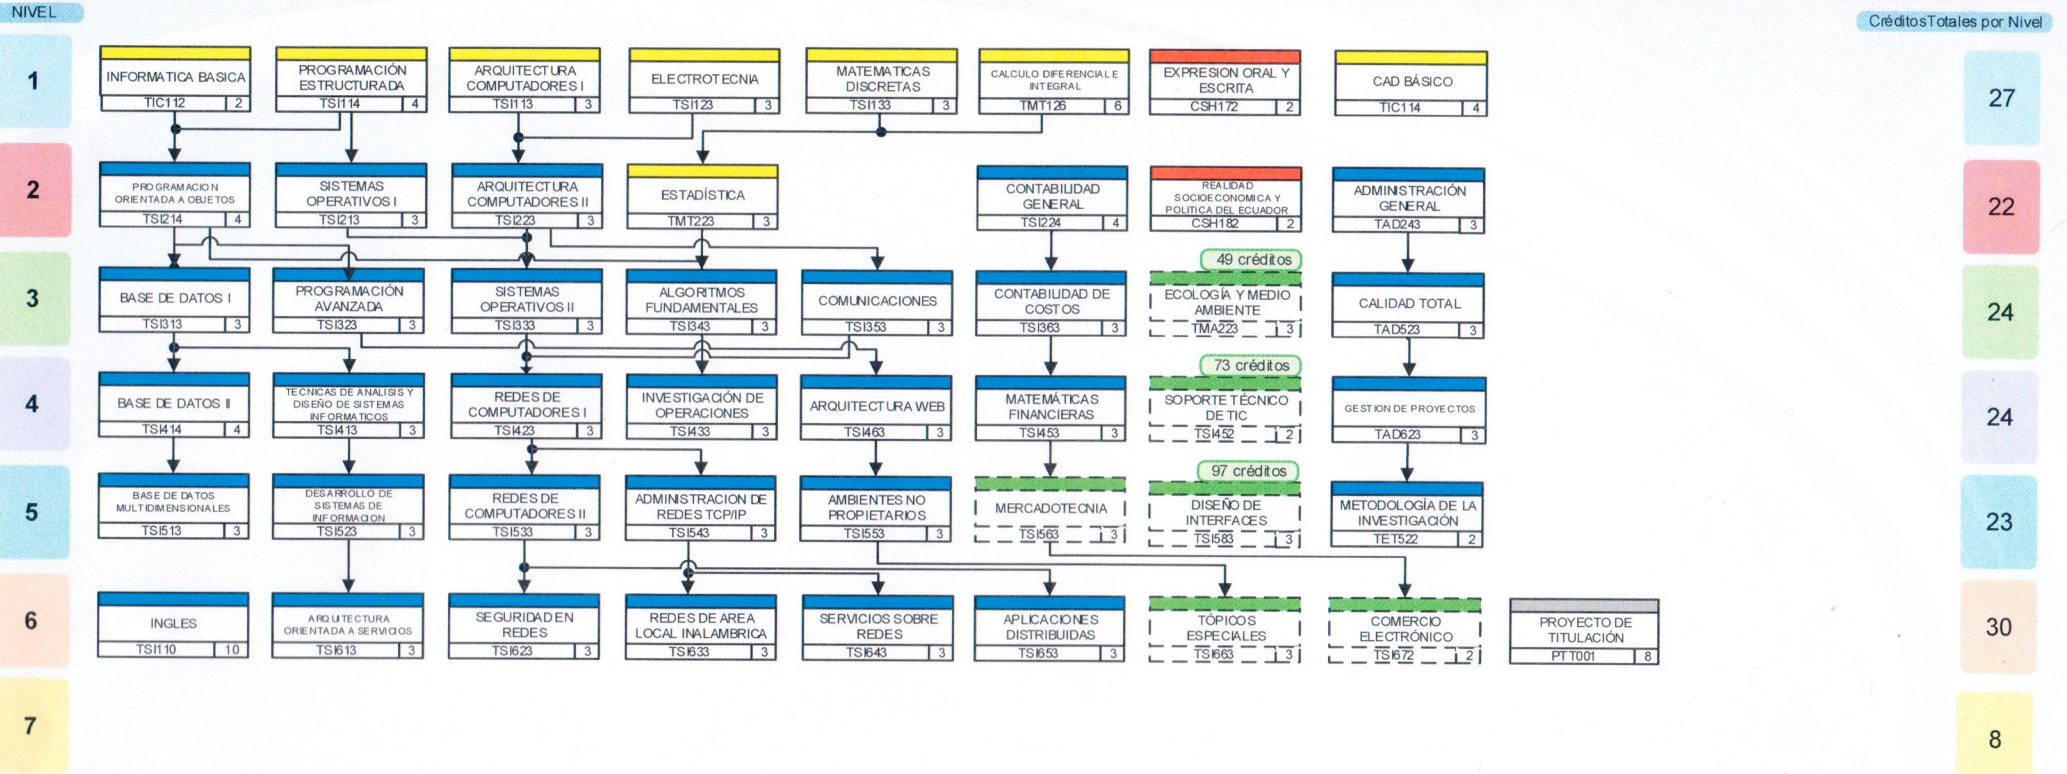 NIVEL
CréditosTotales por Nivel
1
INFORMATICA BASICA
TIC112 2
PROGRAMACIÓN
ESTRUCTURADA
TSI114 4
ARQUITECTURA
COMPUTADORES I
TSI113 3
ELECTROTECNIA
TSI123 3
MATEMATICAS
DISCRETAS
TSI133 3
CALCULO DIFERENCIAL E
INTEGRAL
TMT126 6
EXPRESION ORAL Y
ESCRITA
CSH172 2
CAD BÁSICO
TIC114 4
27
2
PROGRAMACION
ORIENTADA A OBJETOS
TSI214 4
SISTEMAS
OPERATIVOS I
TSI213 3
ARQUITECTURA
COMPUTADORES II
TSI223 3
ESTADÍSTICA
TMT223 3
CONTABILIDAD
GENERAL
TSI224 4
REALIDAD
SOCIOECONOMICA Y
POLITICA DEL ECUADOR
CSH182 2
ADMINISTRACIÓN
GENERAL
TAD243 3
22
3
BASE DE DATOS I
TSI313 3
PROGRAMACIÓN
AVANZADA
TSI323 3
SISTEMAS
OPERATIVOS II
TSI333 3
ALGORITMOS
FUNDAMENTALES
TSI343 3
COMUNICACIONES
TSI353 3
CONTABILIDAD DE
COSTOS
TSI363 3
49 créditos
ECOLOGÍA Y MEDIO
AMBIENTE
TMA223 3
CALIDAD TOTAL
TAD523 3
24
4
BASE DE DATOS II
TSI414 4
TECNICAS DE ANALISIS Y
DISEÑO DE SISTEMAS
INFORMATICOS
TSI413 3
REDES DE
COMPUTADORES I
TSI423 3
INVESTIGACIÓN DE
OPERACIONES
TSI433 3
ARQUITECTURA WEB
TSI463 3
MATEMÁTICAS
FINANCIERAS
TSI453 3
73 créditos
SOPORTE TÉCNICO
DE TIC
TSI452 2
GESTION DE PROYECTOS
TAD623 3
24
5
BASE DE DATOS
MULTIDIMENSIONALES
TSI513 3
DESARROLLO DE
SISTEMAS DE
INFORMACION
TSI523 3
REDES DE
COMPUTADORES II
TSI533 3
ADMINISTRACION DE
REDES TCP/IP
TSI543 3
AMBIENTES NO
PROPIETARIOS
TSI553 3
MERCADOTECNIA
TSI563 3
97 créditos
DISEÑO DE
INTERFACES
TSI583 3
METODOLOGÍA DE LA
INVESTIGACIÓN
TET522 2
23
6
INGLES
TSI110 10
ARQUITECTURA
ORIENTADA A SERVICIOS
TSI613 3
SEGURIDAD EN
REDES
TSI623 3
REDES DE AREA
LOCAL INALAMBRICA
TSI633 3
SERVICIOS SOBRE
REDES
TSI643 3
APLICACIONES
DISTRIBUIDAS
TSI653 3
TÓPICOS
ESPECIALES
TSI663 3
COMERCIO
ELECTRÓNICO
TSI672 2
PROYECTO DE
TITULACIÓN
PTT001 8
30
7
8